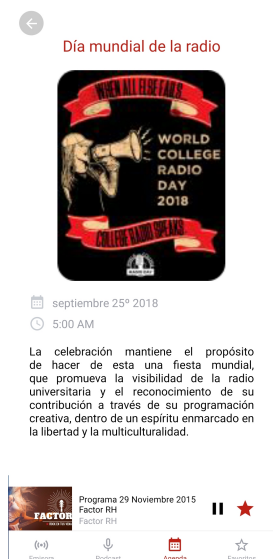 Día mundial de la radio
WHEN ALL ELSE FAILS...
WORLD
COLLEGE
RADIO
DAY
2018
COLLEGE RADIO SPEAKS.
septiembre 25º 2018
5:00 AM
La celebración mantiene el propósito
de hacer de esta una fiesta mundial,
que promueva la visibilidad de la radio
universitaria y el reconocimiento de su
contribución a través de su programación
creativa, dentro de un espíritu enmarcado en
la libertad y la multiculturalidad.
FACTOR
Programa 29 Noviembre 2015
Factor RH
Factor RH
Podcast
Agenda
Favoritos